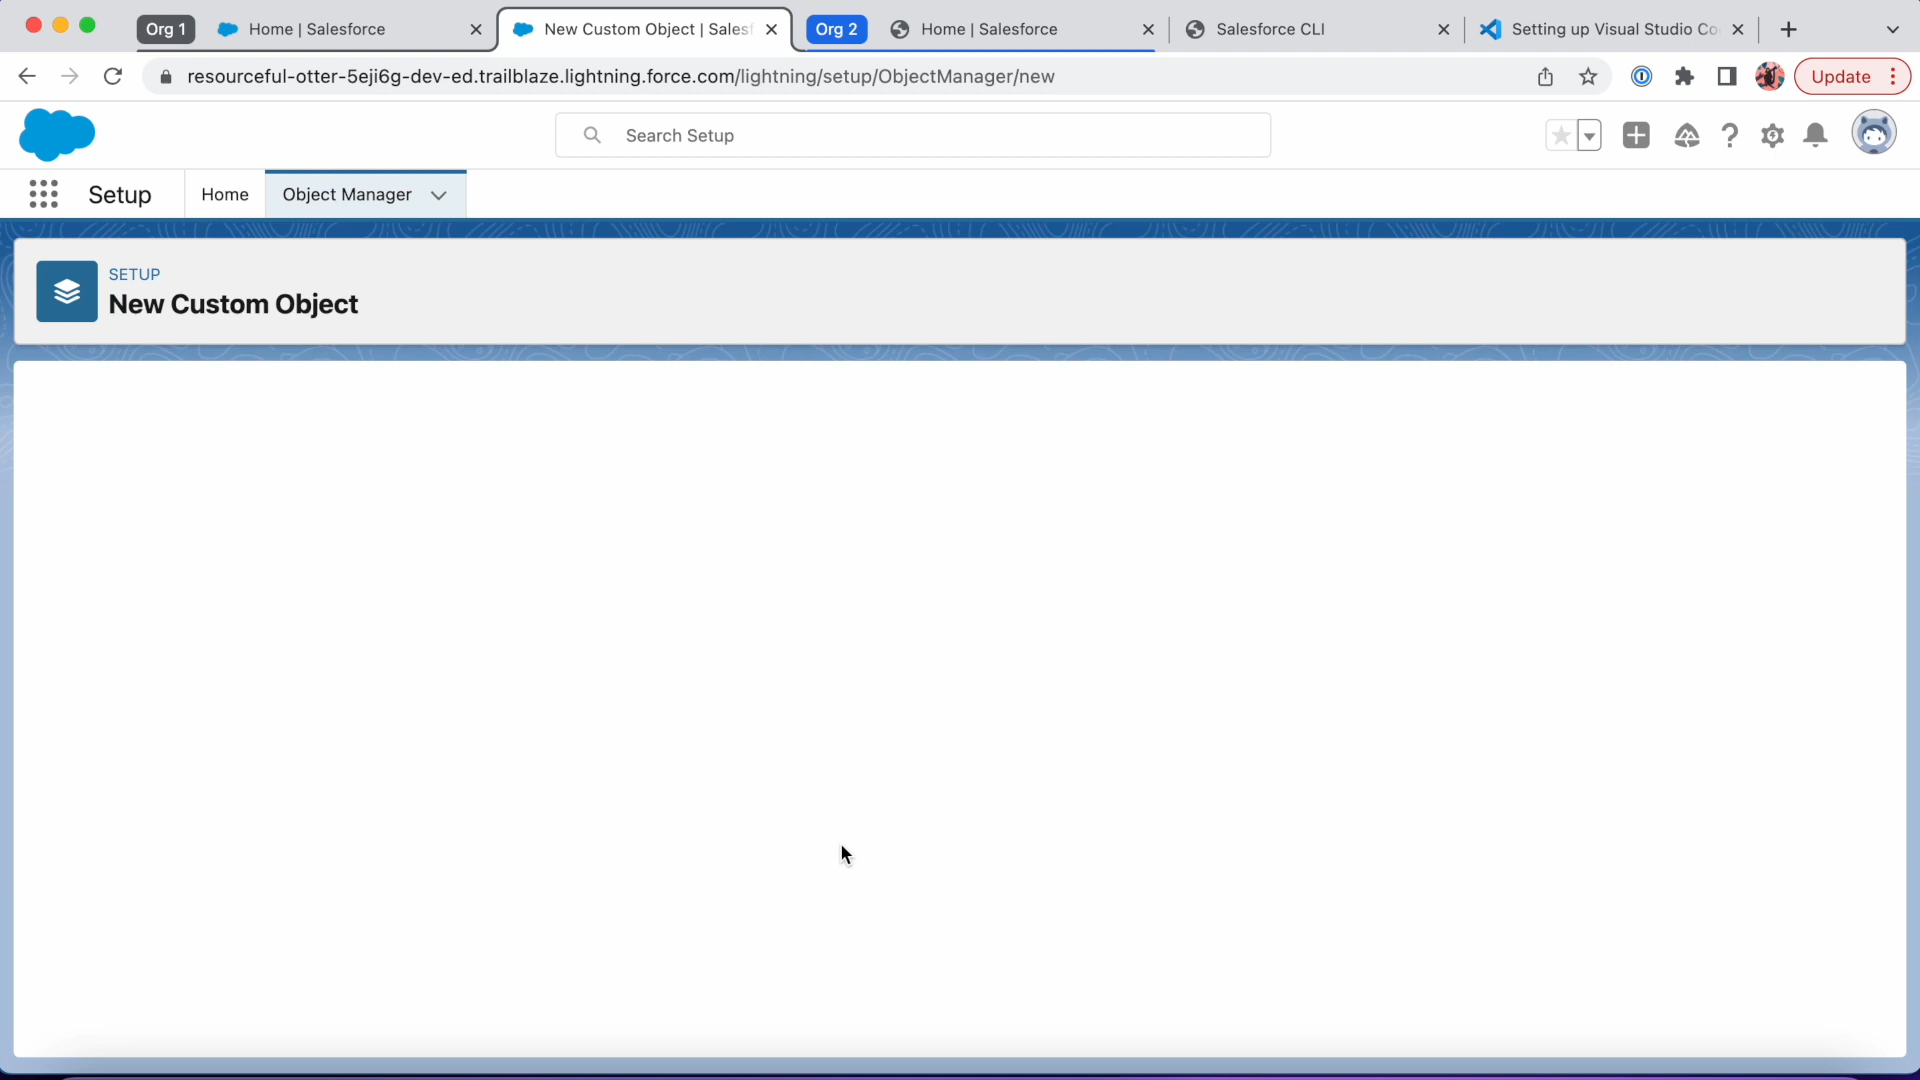 Org 1
Home | Salesforce
New Custom Object | Sales
Org 2
Home | Salesforce
Salesforce CLI
Setting up Visual Studio Co
resourceful-otter-5eji6g-dev-ed.trailblaze.lightning.force.com/lightning/setup/ObjectManager/new
Update
Search Setup
Setup
Home
Object Manager
SETUP
New Custom Object